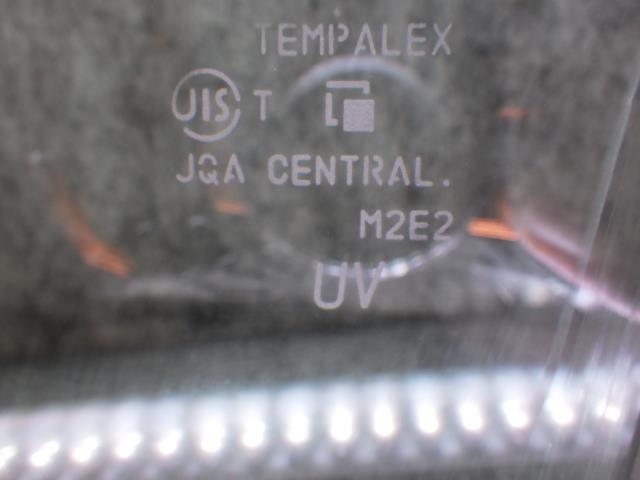 TEMPALEX
JIS T
JQA CENTRAL.
M2E2
UV